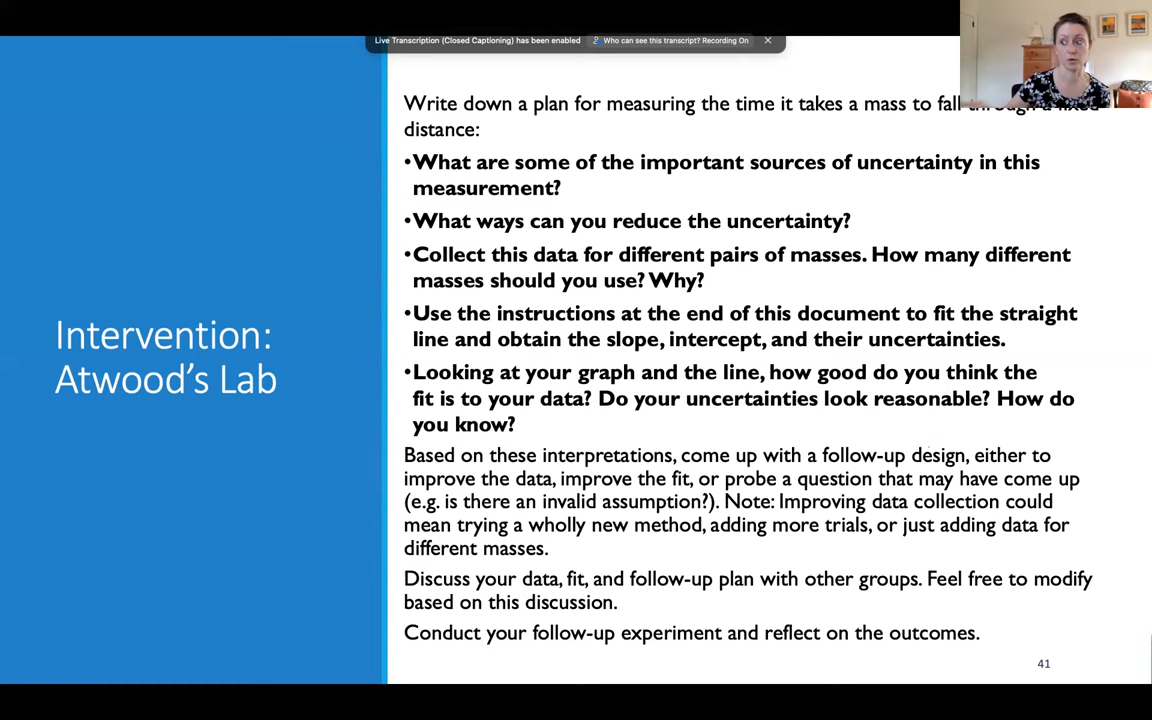 Live Transcription (Closed Captioning) has been enabled
Who can see this transcript? Recording On
Write down a plan for measuring the time it takes a mass to fall through a fixed
distance:
•What are some of the important sources of uncertainty in this
measurement?
•What ways can you reduce the uncertainty?
•Collect this data for different pairs of masses. How many different
masses should you use? Why?
•Use the instructions at the end of this document to fit the straight
line and obtain the slope, intercept, and their uncertainties.
•Looking at your graph and the line, how good do you think the
fit is to your data? Do your uncertainties look reasonable? How do
you know?
Based on these interpretations, come up with a follow-up design, either to
improve the data, improve the fit, or probe a question that may have come up
(e.g. is there an invalid assumption?). Note: Improving data collection could
mean trying a wholly new method, adding more trials, or just adding data for
different masses.
Discuss your data, fit, and follow-up plan with other groups. Feel free to modify
based on this discussion.
Conduct your follow-up experiment and reflect on the outcomes.
Intervention:
Atwood's Lab
41